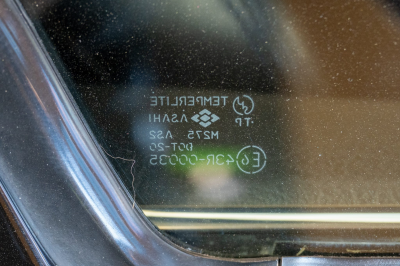 TEMPERLITE
ASAHI
·TP
M275 AS2
DOT-20
E6 43R-00035